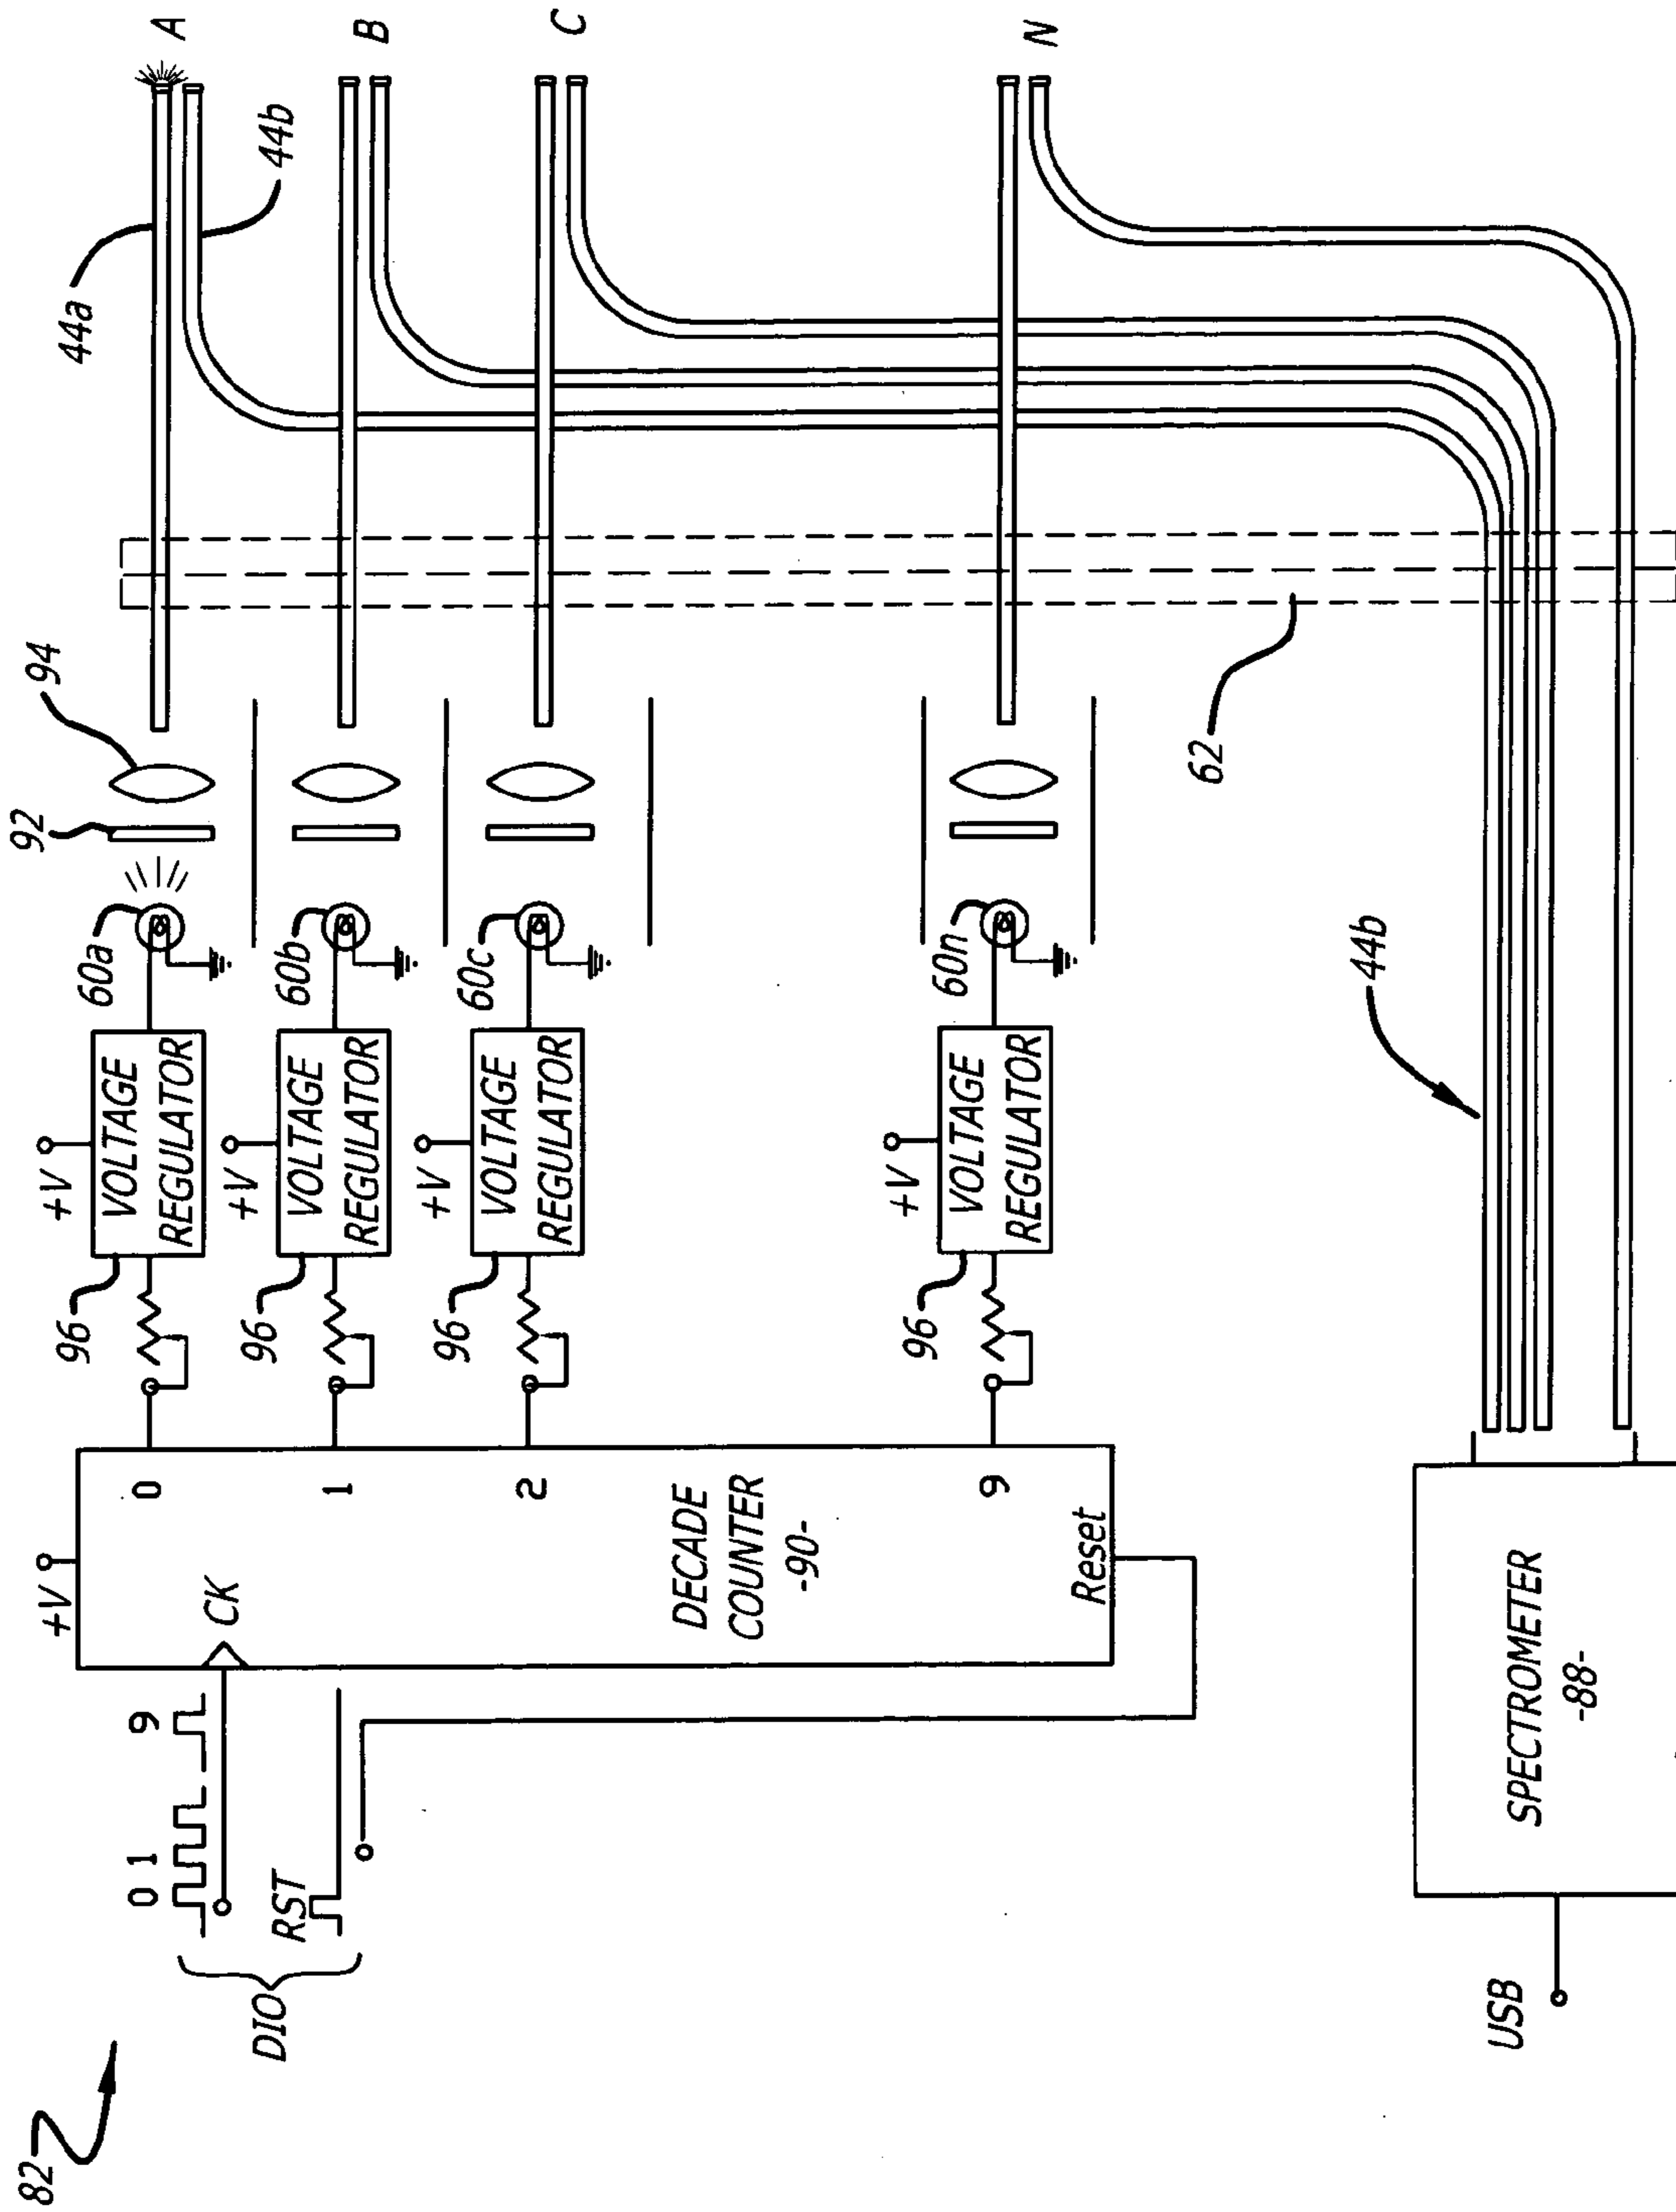 82
DIO
0 1 9
RST
+V
CK
0
1
2
9
DECADE
COUNTER
-90-
Reset
96
+V
VOLTAGE
REGULATOR
60a
92
94
44a
44b
A
96
+V
VOLTAGE
REGULATOR
60b
B
96
+V
VOLTAGE
REGULATOR
60c
C
96
+V
VOLTAGE
REGULATOR
60n
N
62
44b
USB
SPECTROMETER
-88-